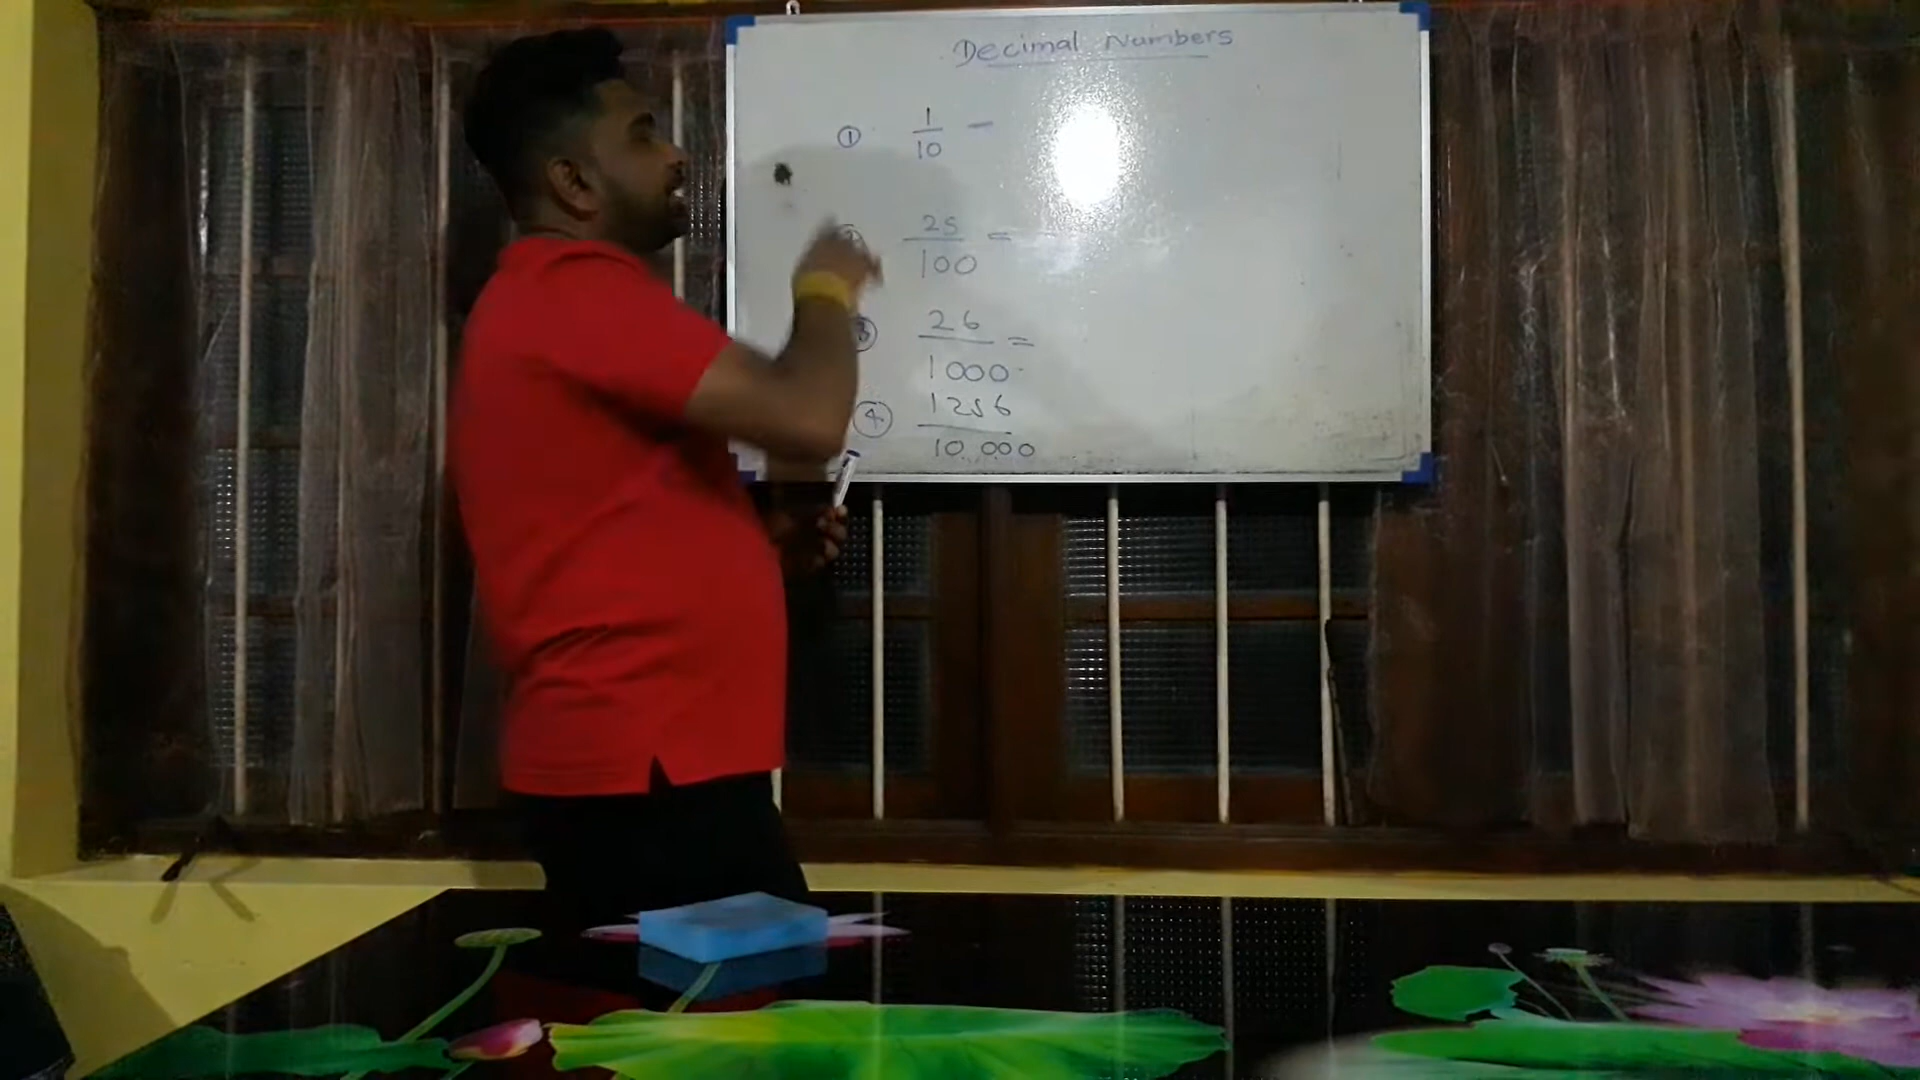 Decimal Numbers
① 1/10 –
② 25/100 =
③ 26/1000 =
④ 1256/10 000